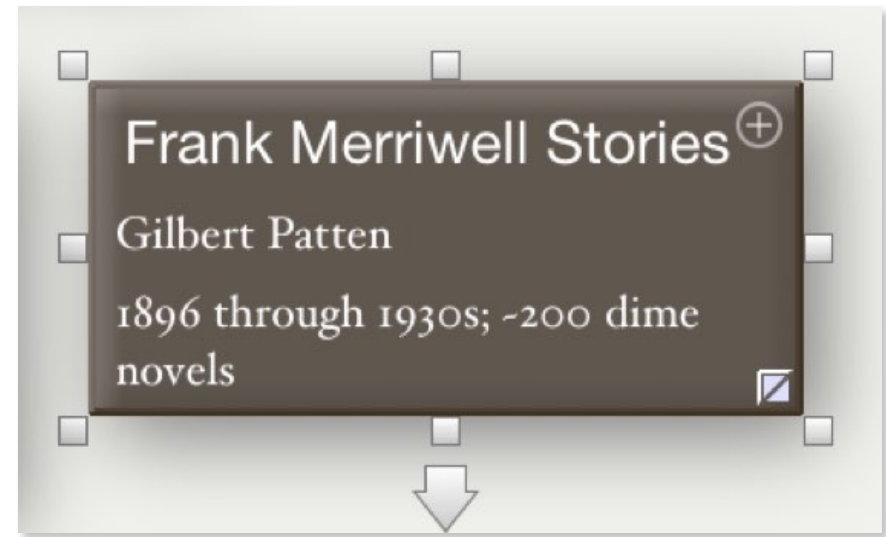 Frank Merriwell Stories
Gilbert Patten
1896 through 1930s; ~200 dime
novels